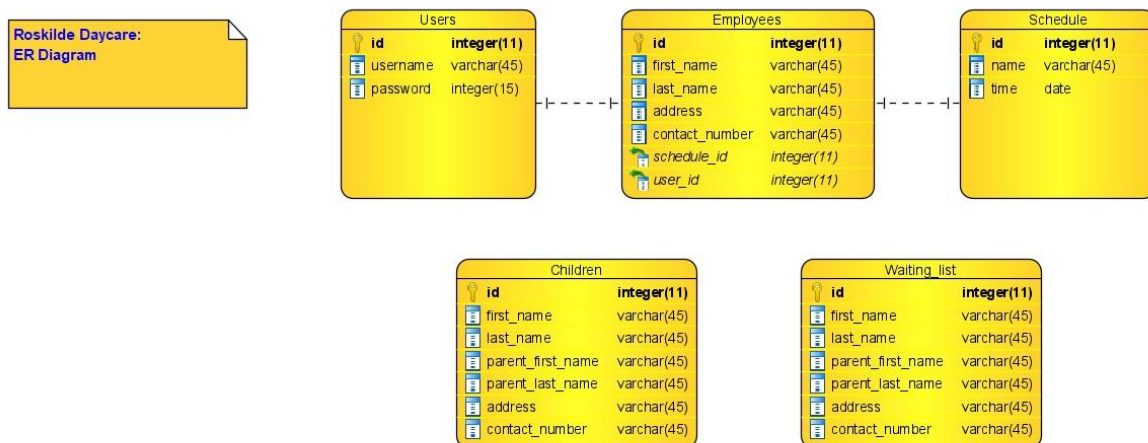 Roskilde Daycare:
ER Diagram
Users
id integer(11)
username varchar(45)
password integer(15)
Employees
id integer(11)
first_name varchar(45)
last_name varchar(45)
address varchar(45)
contact_number varchar(45)
schedule_id integer(11)
user_id integer(11)
Schedule
id integer(11)
name varchar(45)
time date
Children
id integer(11)
first_name varchar(45)
last_name varchar(45)
parent_first_name varchar(45)
parent_last_name varchar(45)
address varchar(45)
contact_number varchar(45)
Waiting_list
id integer(11)
first_name varchar(45)
last_name varchar(45)
parent_first_name varchar(45)
parent_last_name varchar(45)
address varchar(45)
contact_number varchar(45)